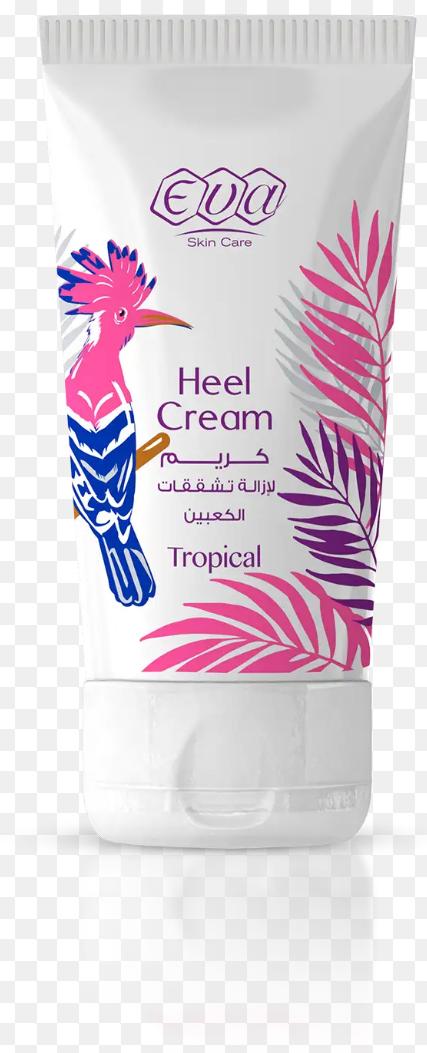 Eva
Skin Care
Heel
Cream
كريم
لإزالة تشققات
الكعبين
Tropical